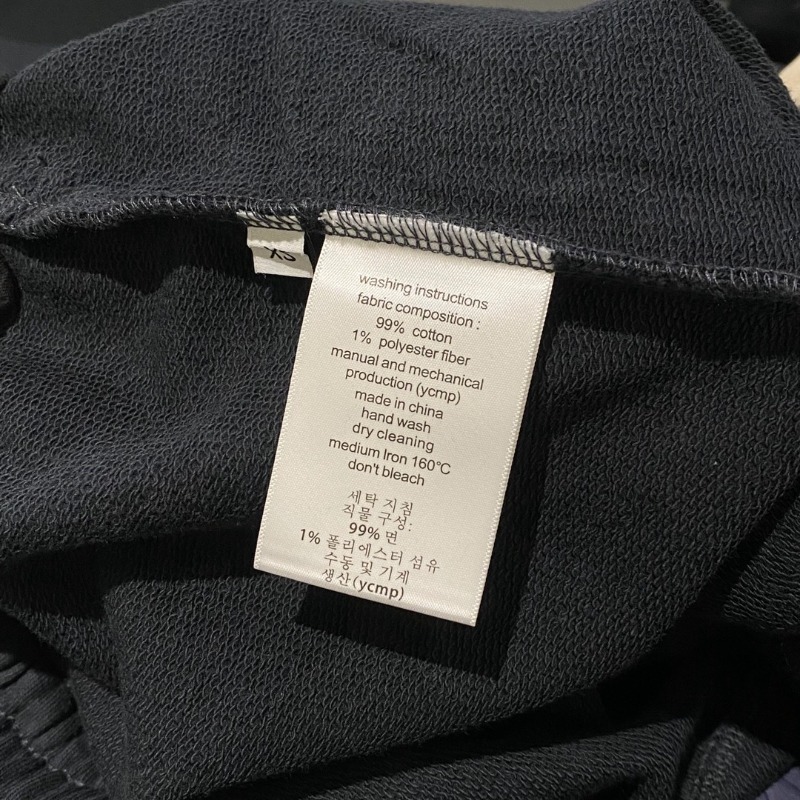 XS
washing instructions
fabric composition :
99% cotton
1% polyester fiber
manual and mechanical
production (ycmp)
made in china
hand wash
dry cleaning
medium Iron 160°C
don't bleach
세탁 지침
직물 구성:
99% 면
1% 폴리에스터 섬유
수동 및 기계
생산(ycmp)